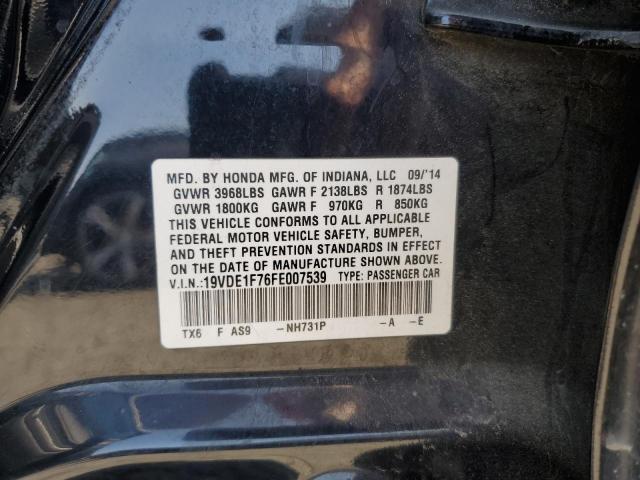 MFD. BY HONDA MFG. OF INDIANA, LLC 09/'14
GVWR 3968LBS GAWR F 2138LBS R 1874LBS
GVWR 1800KG GAWR F 970KG R 850KG
THIS VEHICLE CONFORMS TO ALL APPLICABLE
FEDERAL MOTOR VEHICLE SAFETY, BUMPER,
AND THEFT PREVENTION STANDARDS IN EFFECT
ON THE DATE OF MANUFACTURE SHOWN ABOVE.
V.I.N.:19VDE1F76FE007539 TYPE: PASSENGER CAR
TX6 F AS9 -NH731P -A -E